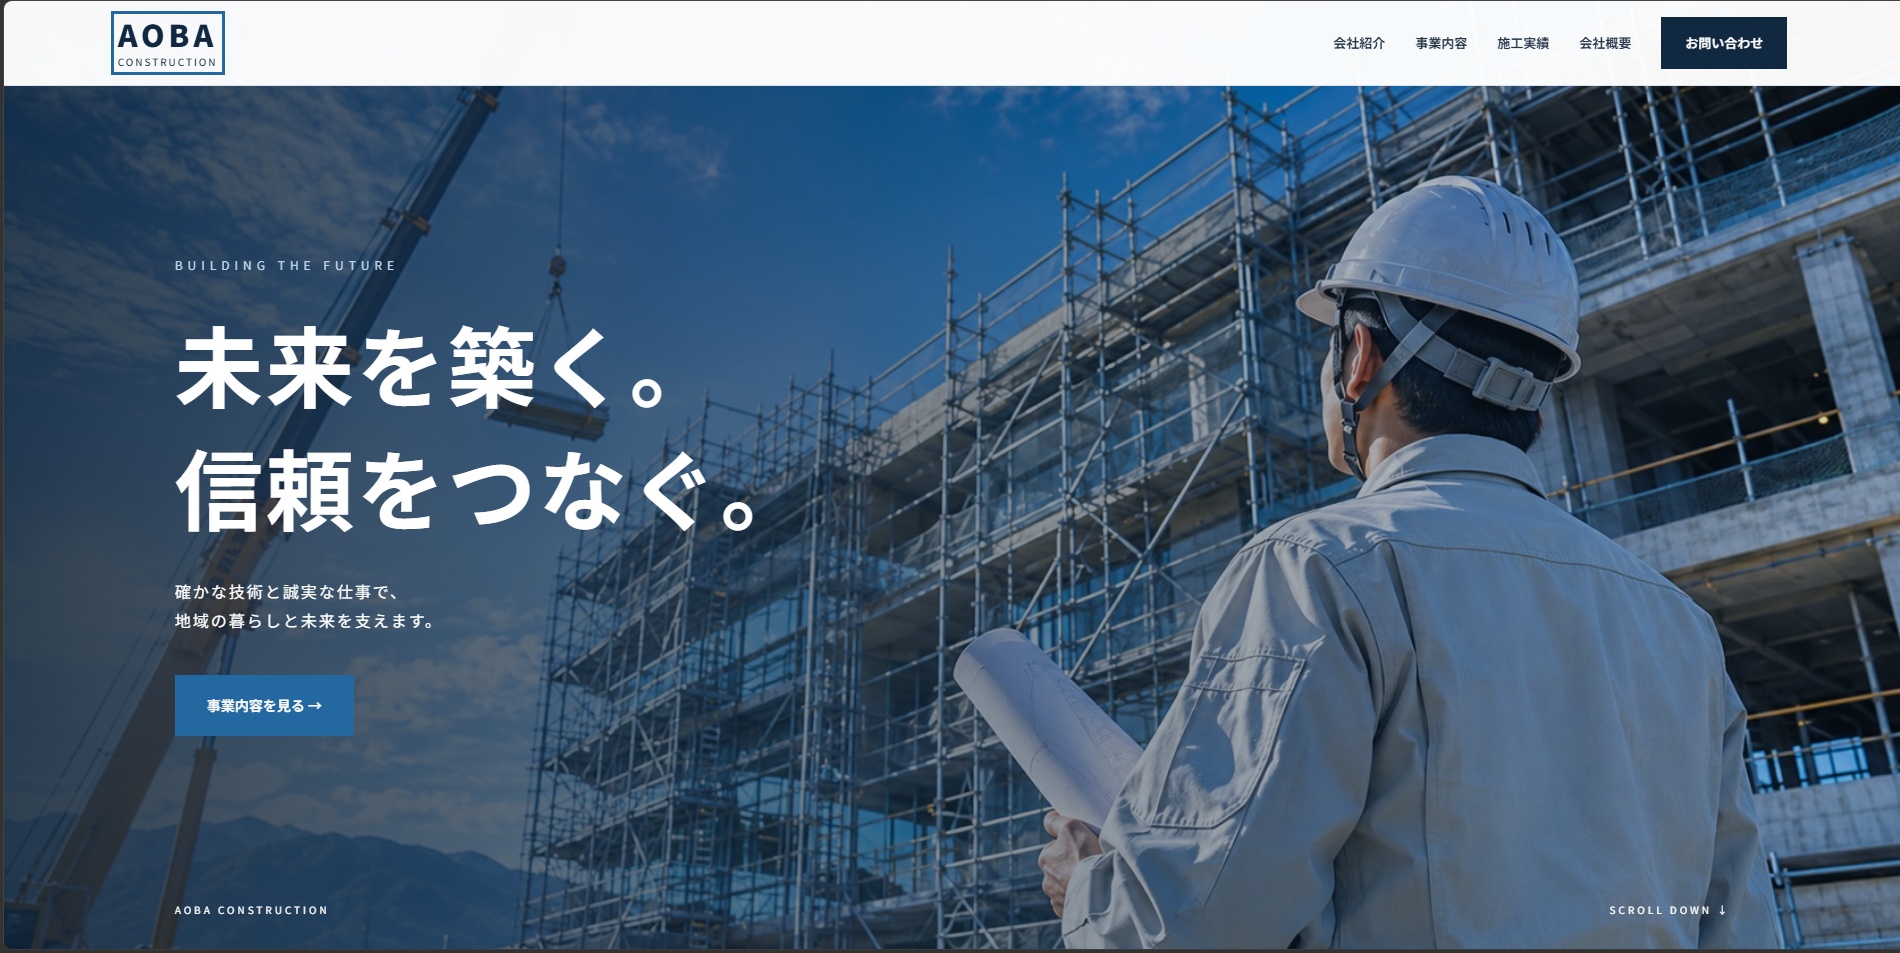 AOBA
CONSTRUCTION
会社紹介
事業内容
施工実績
会社概要
お問い合わせ
BUILDING THE FUTURE
未来を築く。
信頼をつなぐ。
確かな技術と誠実な仕事で、
地域の暮らしと未来を支えます。
事業内容を見る →
AOBA CONSTRUCTION
SCROLL DOWN ↓